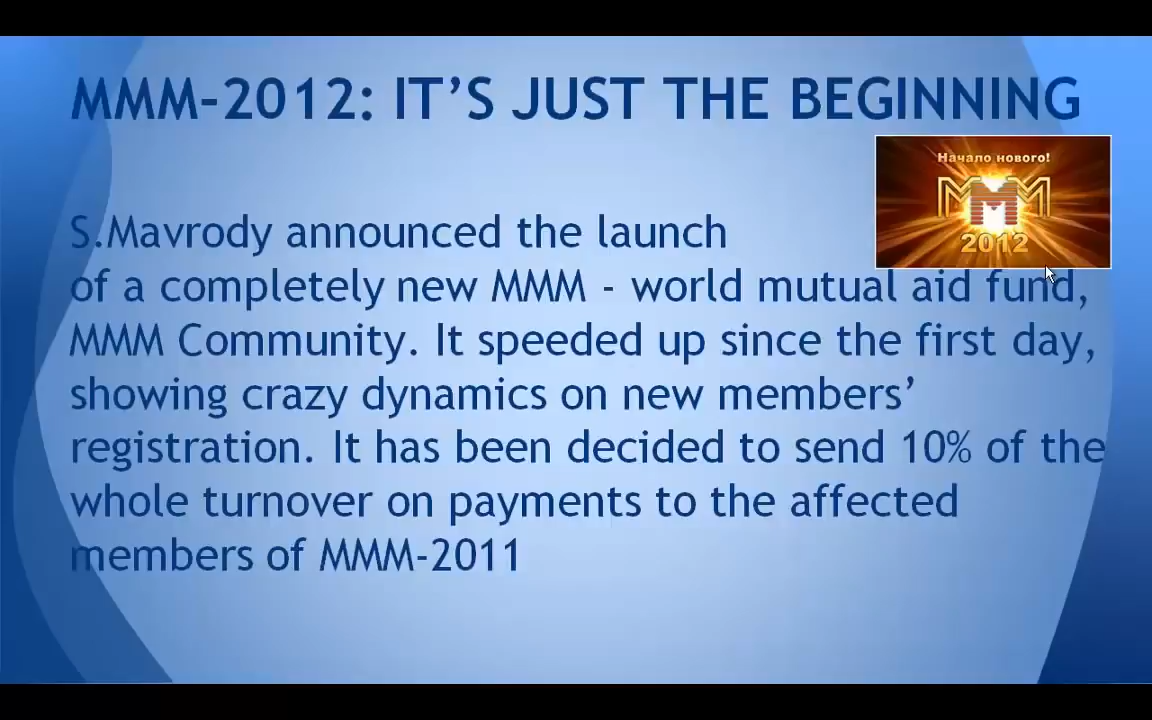 MMM-2012: IT’S JUST THE BEGINNING
Начало нового!
MMM
2012
S.Mavrody announced the launch
of a completely new MMM - world mutual aid fund,
MMM Community. It speeded up since the first day,
showing crazy dynamics on new members’
registration. It has been decided to send 10% of the
whole turnover on payments to the affected
members of MMM-2011